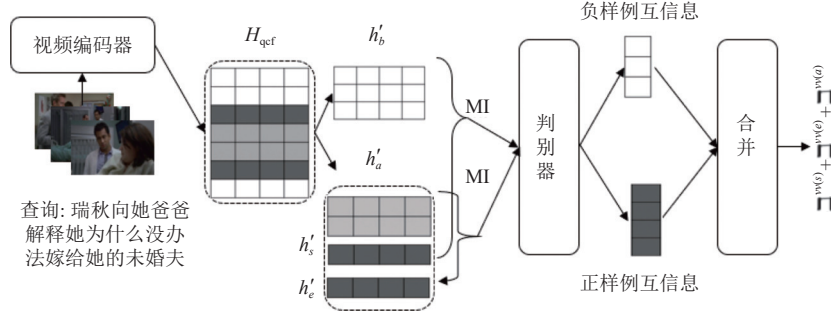 负样例互信息
视频编码器
H_qcf
h′_b
MI
判别器
合并
h′_a
MI
查询: 瑞秋向她爸爸
解释她为什么没办
法嫁给她的未婚夫
h′_s
h′_e
正样例互信息